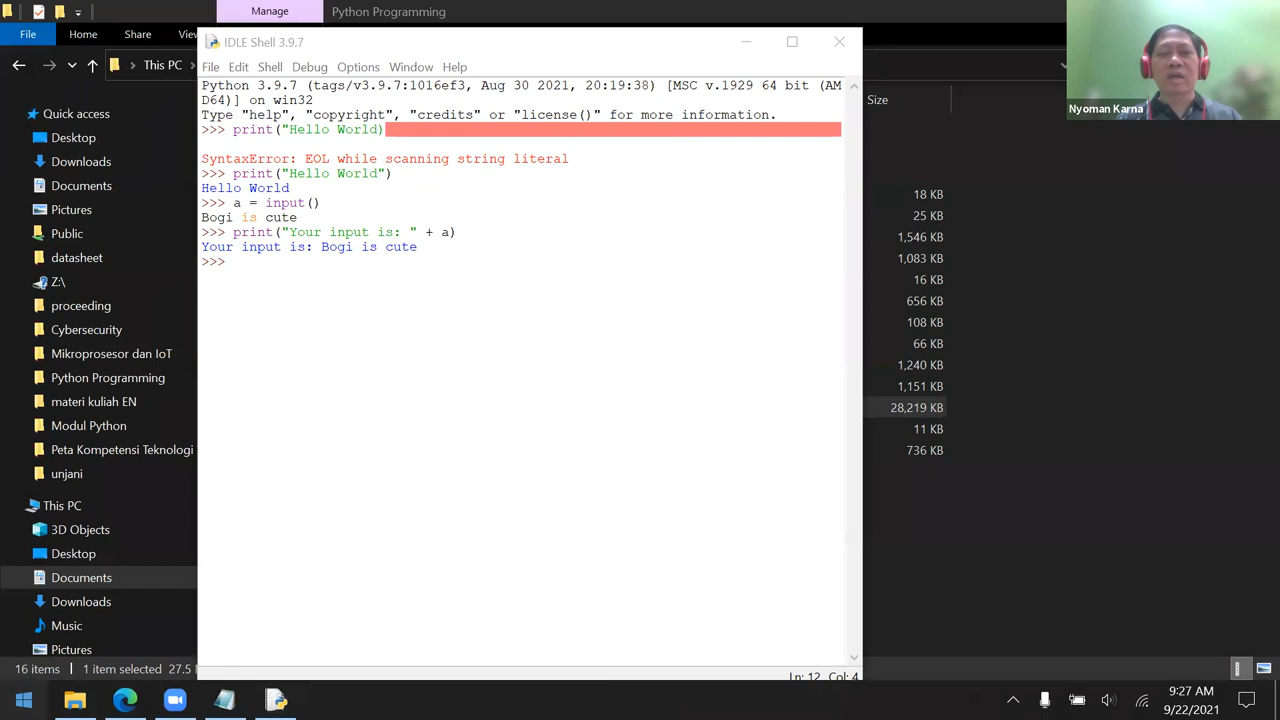 Manage
Python Programming
File
Home
Share
IDLE Shell 3.9.7
File Edit Shell Debug Options Window Help
This PC
Python 3.9.7 (tags/v3.9.7:1016ef3, Aug 30 2021, 20:19:38) [MSC v.1929 64 bit (AM
D64)] on win32
Type "help", "copyright", "credits" or "license()" for more information.
>>> print("Hello World)
SyntaxError: EOL while scanning string literal
>>> print("Hello World")
Hello World
>>> a = input()
Bogi is cute
>>> print("Your input is: " + a)
Your input is: Bogi is cute
>>>
Quick access
Desktop
Downloads
Documents
Pictures
Public
datasheet
Z:\
proceeding
Cybersecurity
Mikroprosesor dan IoT
Python Programming
materi kuliah EN
Modul Python
Peta Kompetensi Teknologi
unjani
This PC
3D Objects
Desktop
Documents
Downloads
Music
Pictures
Size
18 KB
25 KB
1,546 KB
1,083 KB
16 KB
656 KB
108 KB
66 KB
1,240 KB
1,151 KB
28,219 KB
11 KB
736 KB
Nyoman Karna
16 items
1 item selected 27.5
Ln: 12 Col: 4
9:27 AM
9/22/2021